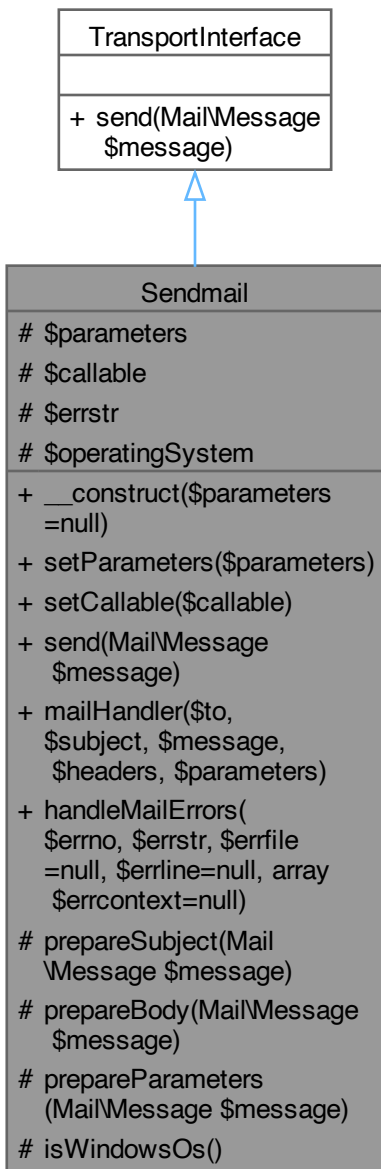 TransportInterface
+ send(Mail\Message
$message)
Sendmail
# $parameters
# $callable
# $errstr
# $operatingSystem
+ __construct($parameters
=null)
+ setParameters($parameters)
+ setCallable($callable)
+ send(Mail\Message
$message)
+ mailHandler($to,
$subject, $message,
$headers, $parameters)
+ handleMailErrors(
$errno, $errstr, $errfile
=null, $errline=null, array
$errcontext=null)
# prepareSubject(Mail
\Message $message)
# prepareBody(Mail\Message
$message)
# prepareParameters
(Mail\Message $message)
# isWindowsOs()